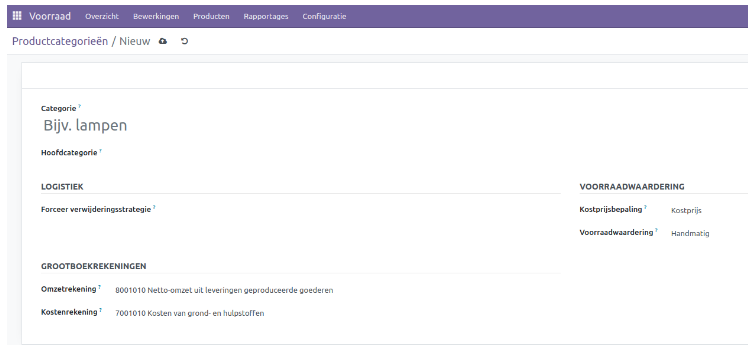 Voorraad Overzicht Bewerkingen Producten Rapportages Configuratie
Productcategorieën / Nieuw
Categorie ?
Bijv. lampen
Hoofdcategorie ?
LOGISTIEK
Forceer verwijderingsstrategie ?
VOORRAADWAARDERING
Kostprijsbepaling ? Kostprijs
Voorraadwaardering ? Handmatig
GROOTBOEKREKENINGEN
Omzetrekening ? 8001010 Netto-omzet uit leveringen geproduceerde goederen
Kostenrekening ? 7001010 Kosten van grond- en hulpstoffen